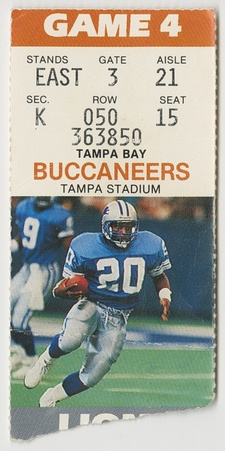 GAME 4
STANDS GATE AISLE
EAST 3 21
SEC. ROW SEAT
K 050 15
363850
TAMPA BAY
BUCCANEERS
TAMPA STADIUM
9
20